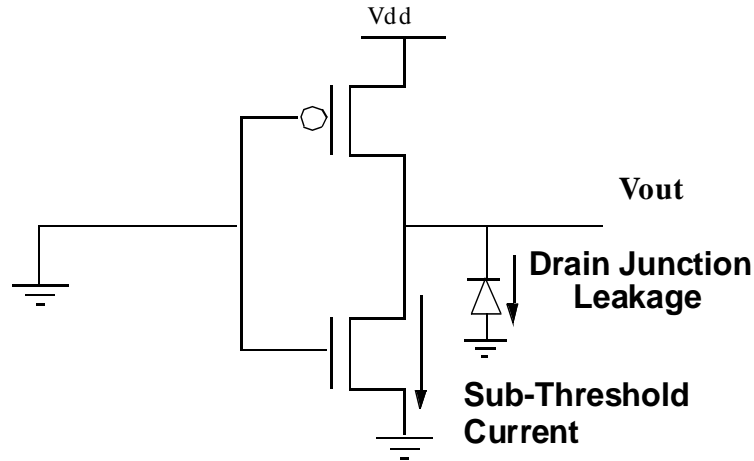 Vdd
Vout
Drain Junction
Leakage
Sub-Threshold
Current